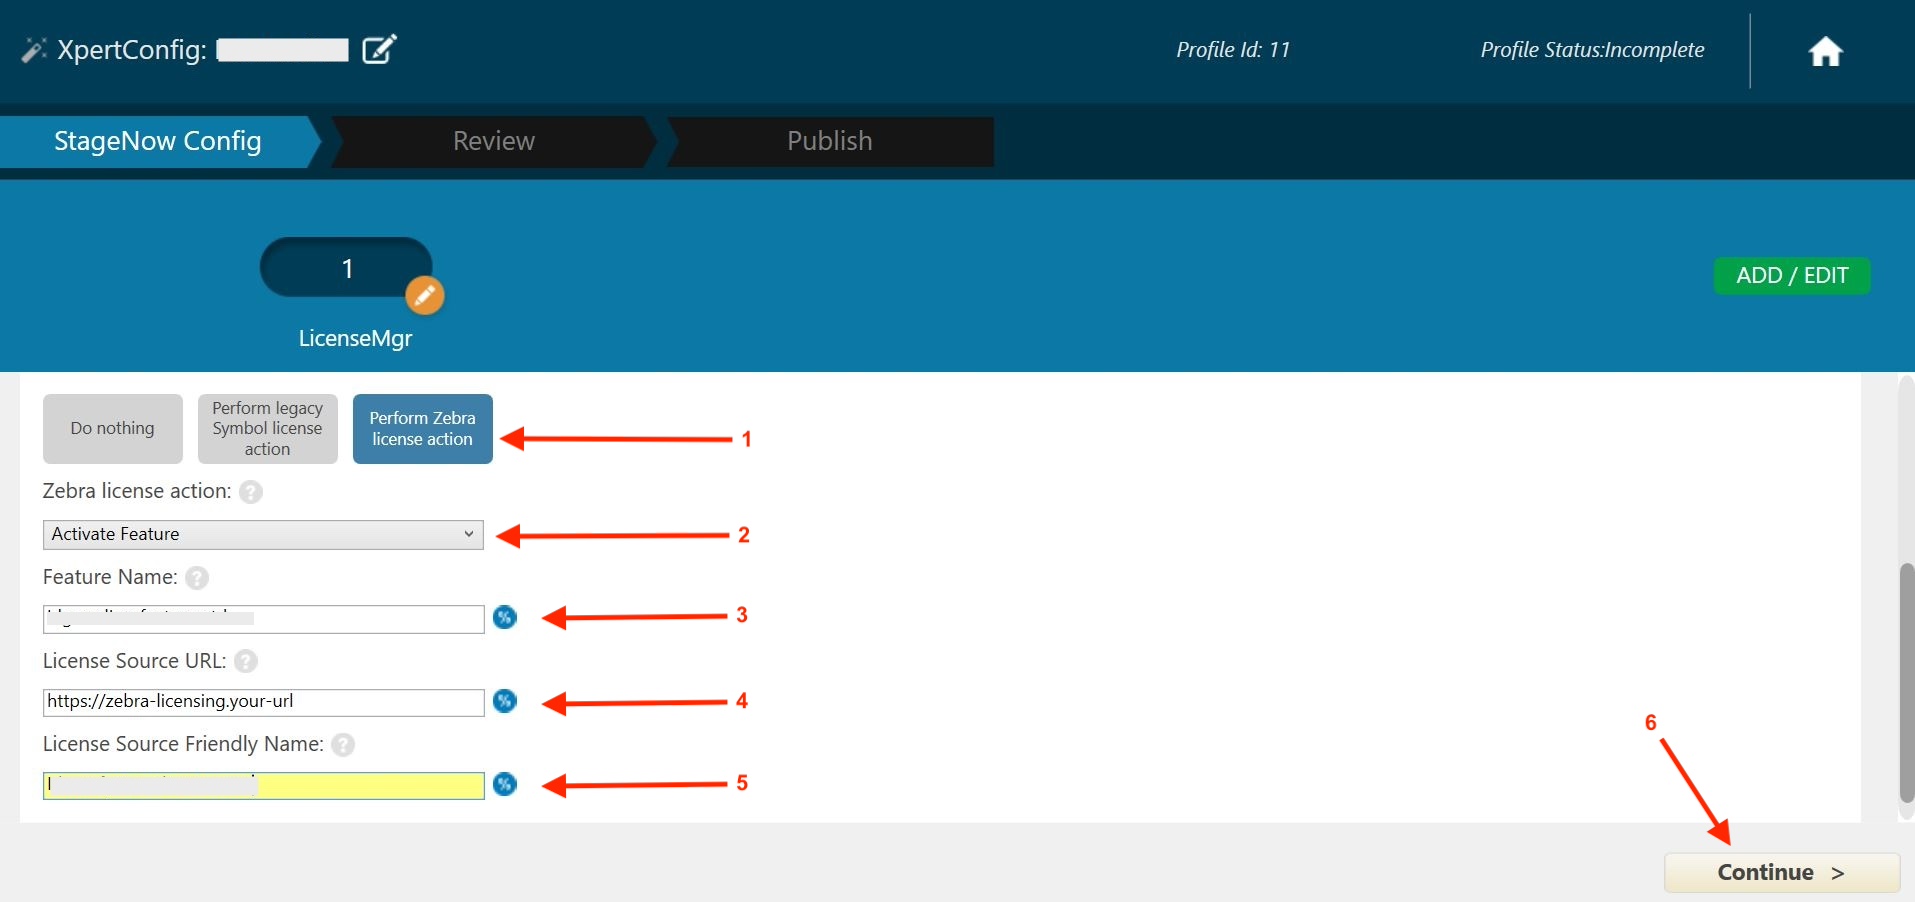 XpertConfig:
Profile Id: 11
Profile Status:Incomplete
StageNow Config
Review
Publish
1
ADD / EDIT
LicenseMgr
Do nothing
Perform legacy
Symbol license
action
Perform Zebra
license action
1
Zebra license action: ?
Activate Feature
2
Feature Name: ?
3
License Source URL: ?
https://zebra-licensing.your-url
4
License Source Friendly Name: ?
5
6
Continue >